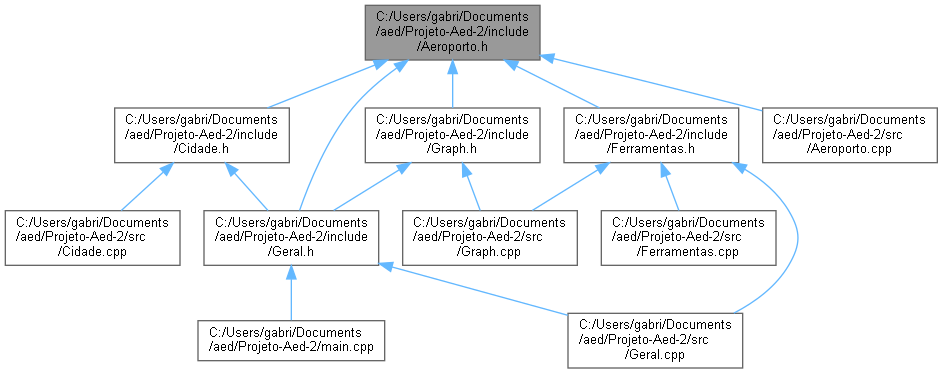 C:/Users/gabri/Documents
/aed/Projeto-Aed-2/include
/Aeroporto.h
C:/Users/gabri/Documents
/aed/Projeto-Aed-2/include
/Cidade.h
C:/Users/gabri/Documents
/aed/Projeto-Aed-2/include
/Graph.h
C:/Users/gabri/Documents
/aed/Projeto-Aed-2/include
/Ferramentas.h
C:/Users/gabri/Documents
/aed/Projeto-Aed-2/src
/Aeroporto.cpp
C:/Users/gabri/Documents
/aed/Projeto-Aed-2/src
/Cidade.cpp
C:/Users/gabri/Documents
/aed/Projeto-Aed-2/include
/Geral.h
C:/Users/gabri/Documents
/aed/Projeto-Aed-2/src
/Graph.cpp
C:/Users/gabri/Documents
/aed/Projeto-Aed-2/src
/Ferramentas.cpp
C:/Users/gabri/Documents
/aed/Projeto-Aed-2/main.cpp
C:/Users/gabri/Documents
/aed/Projeto-Aed-2/src
/Geral.cpp